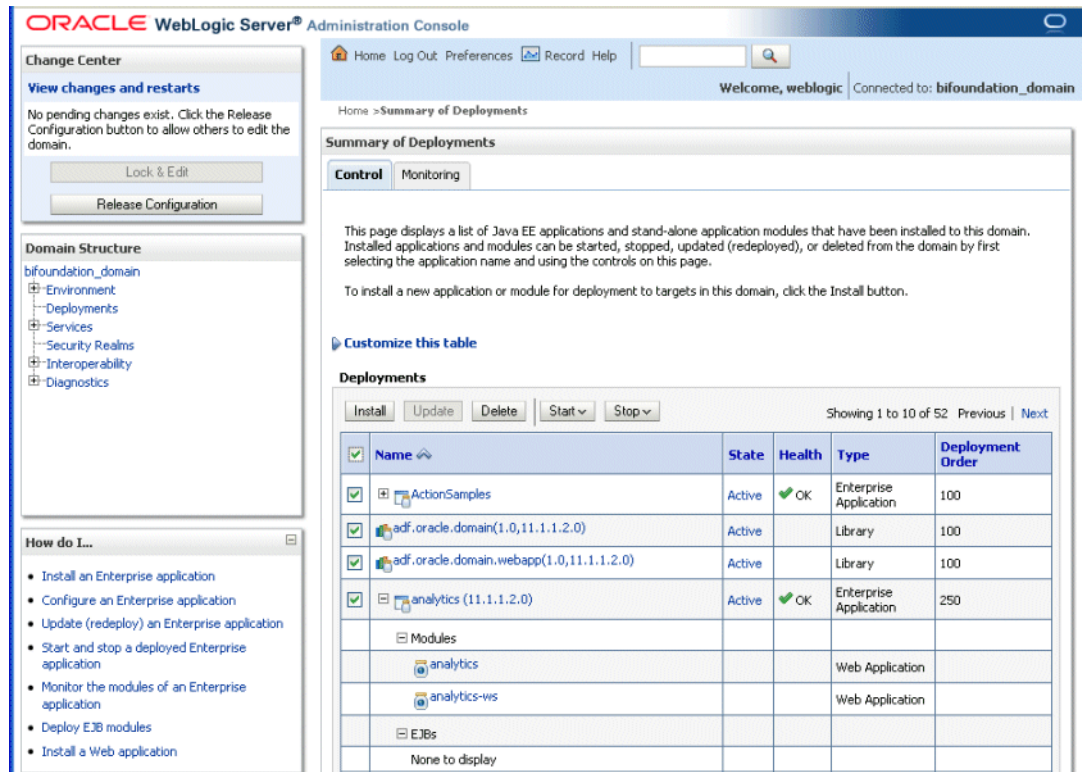 ORACLE WebLogic Server® Administration Console
Change Center
View changes and restarts
No pending changes exist. Click the Release
Configuration button to allow others to edit the
domain.
Lock & Edit
Release Configuration
Domain Structure
bifoundation_domain
Environment
Deployments
Services
Security Realms
Interoperability
Diagnostics
How do I...
Install an Enterprise application
Configure an Enterprise application
Update (redeploy) an Enterprise application
Start and stop a deployed Enterprise
application
Monitor the modules of an Enterprise
application
Deploy EJB modules
Install a Web application
Home Log Out Preferences Record Help
Welcome, weblogic Connected to: bifoundation_domain
Home >Summary of Deployments
Summary of Deployments
Control Monitoring
This page displays a list of Java EE applications and stand-alone application modules that have been installed to this domain.
Installed applications and modules can be started, stopped, updated (redeployed), or deleted from the domain by first
selecting the application name and using the controls on this page.
To install a new application or module for deployment to targets in this domain, click the Install button.
Customize this table
Deployments
Install Update Delete Start Stop Showing 1 to 10 of 52 Previous | Next
Name State Health Type Deployment
Order
ActionSamples Active OK Enterprise
Application 100
adf.oracle.domain(1.0,11.1.1.2.0) Active Library 100
adf.oracle.domain.webapp(1.0,11.1.1.2.0) Active Library 100
analytics (11.1.1.2.0) Active OK Enterprise
Application 250
Modules
analytics Web Application
analytics-ws Web Application
EJBs
None to display